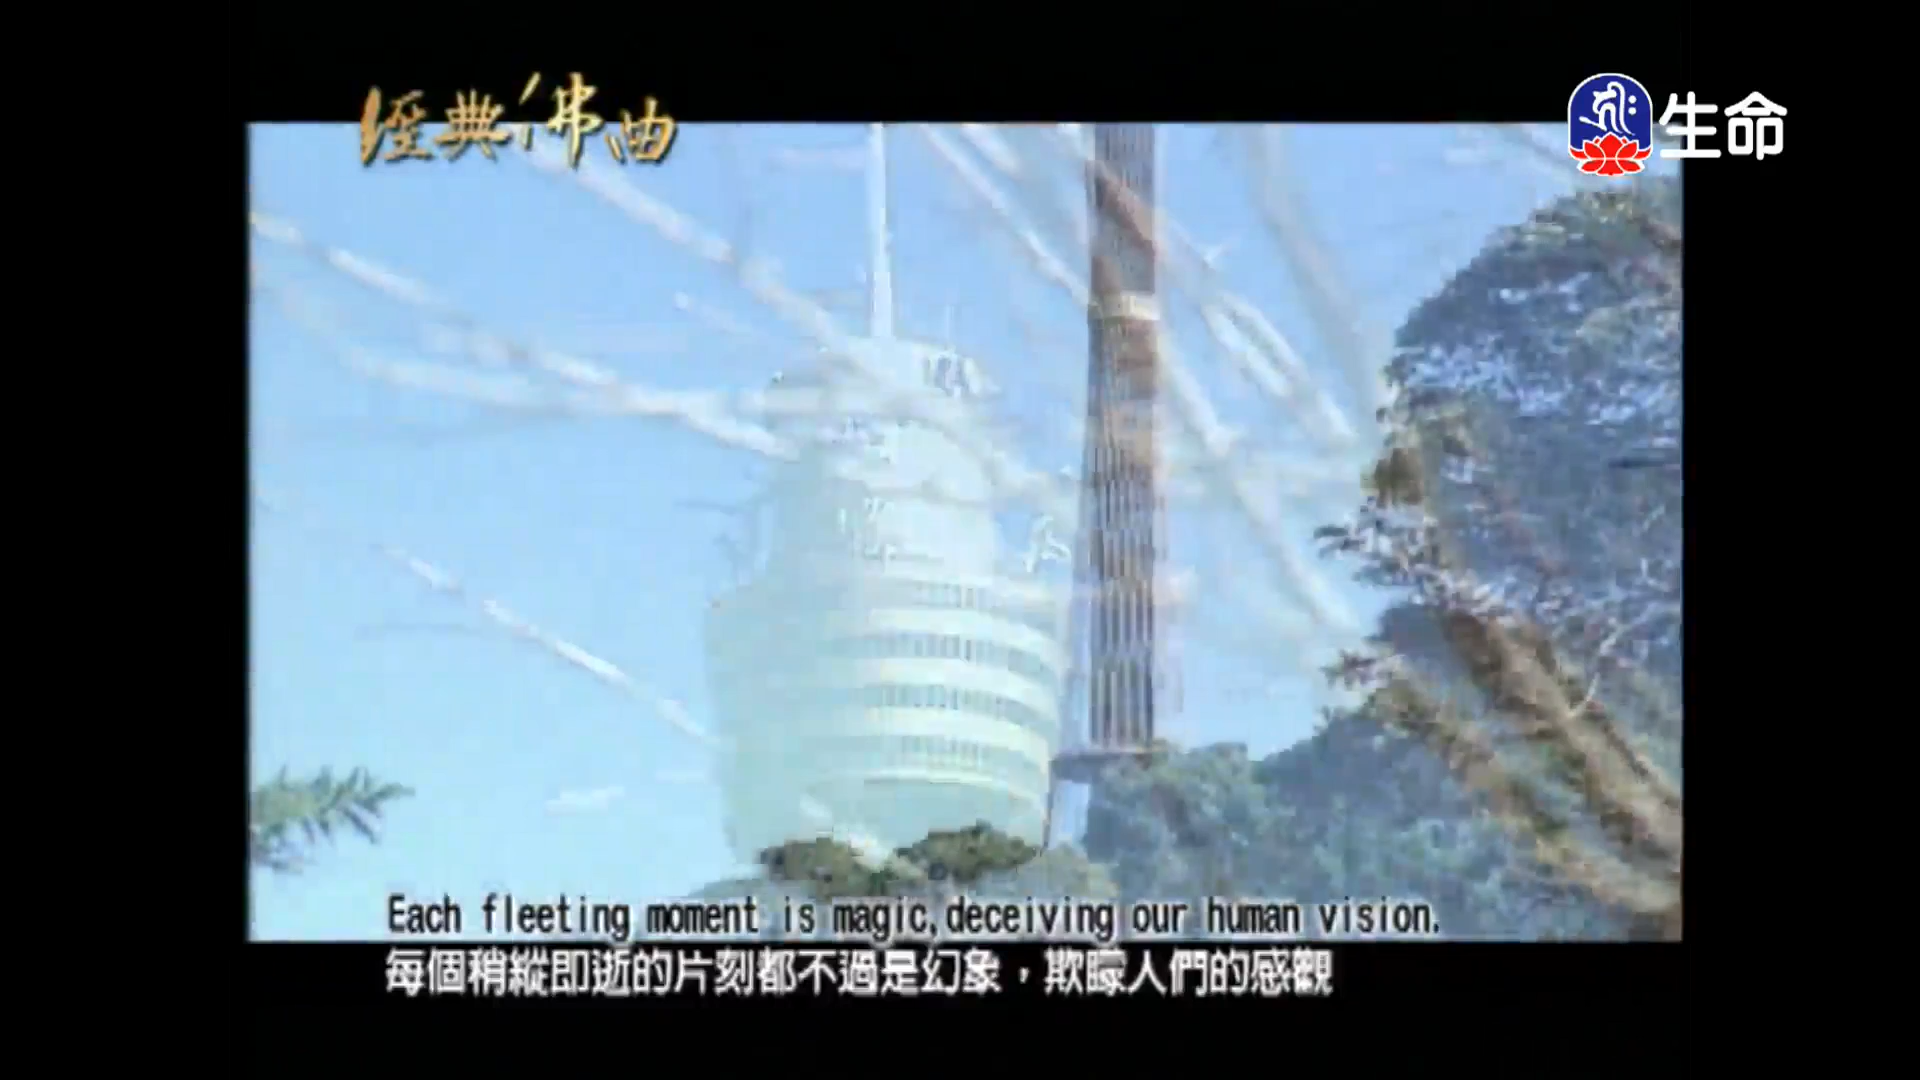 經典佛曲
生命
Each fleeting moment is magic,deceiving our human vision.
每個稍縱即逝的片刻都不過是幻象，欺矇人們的感觀